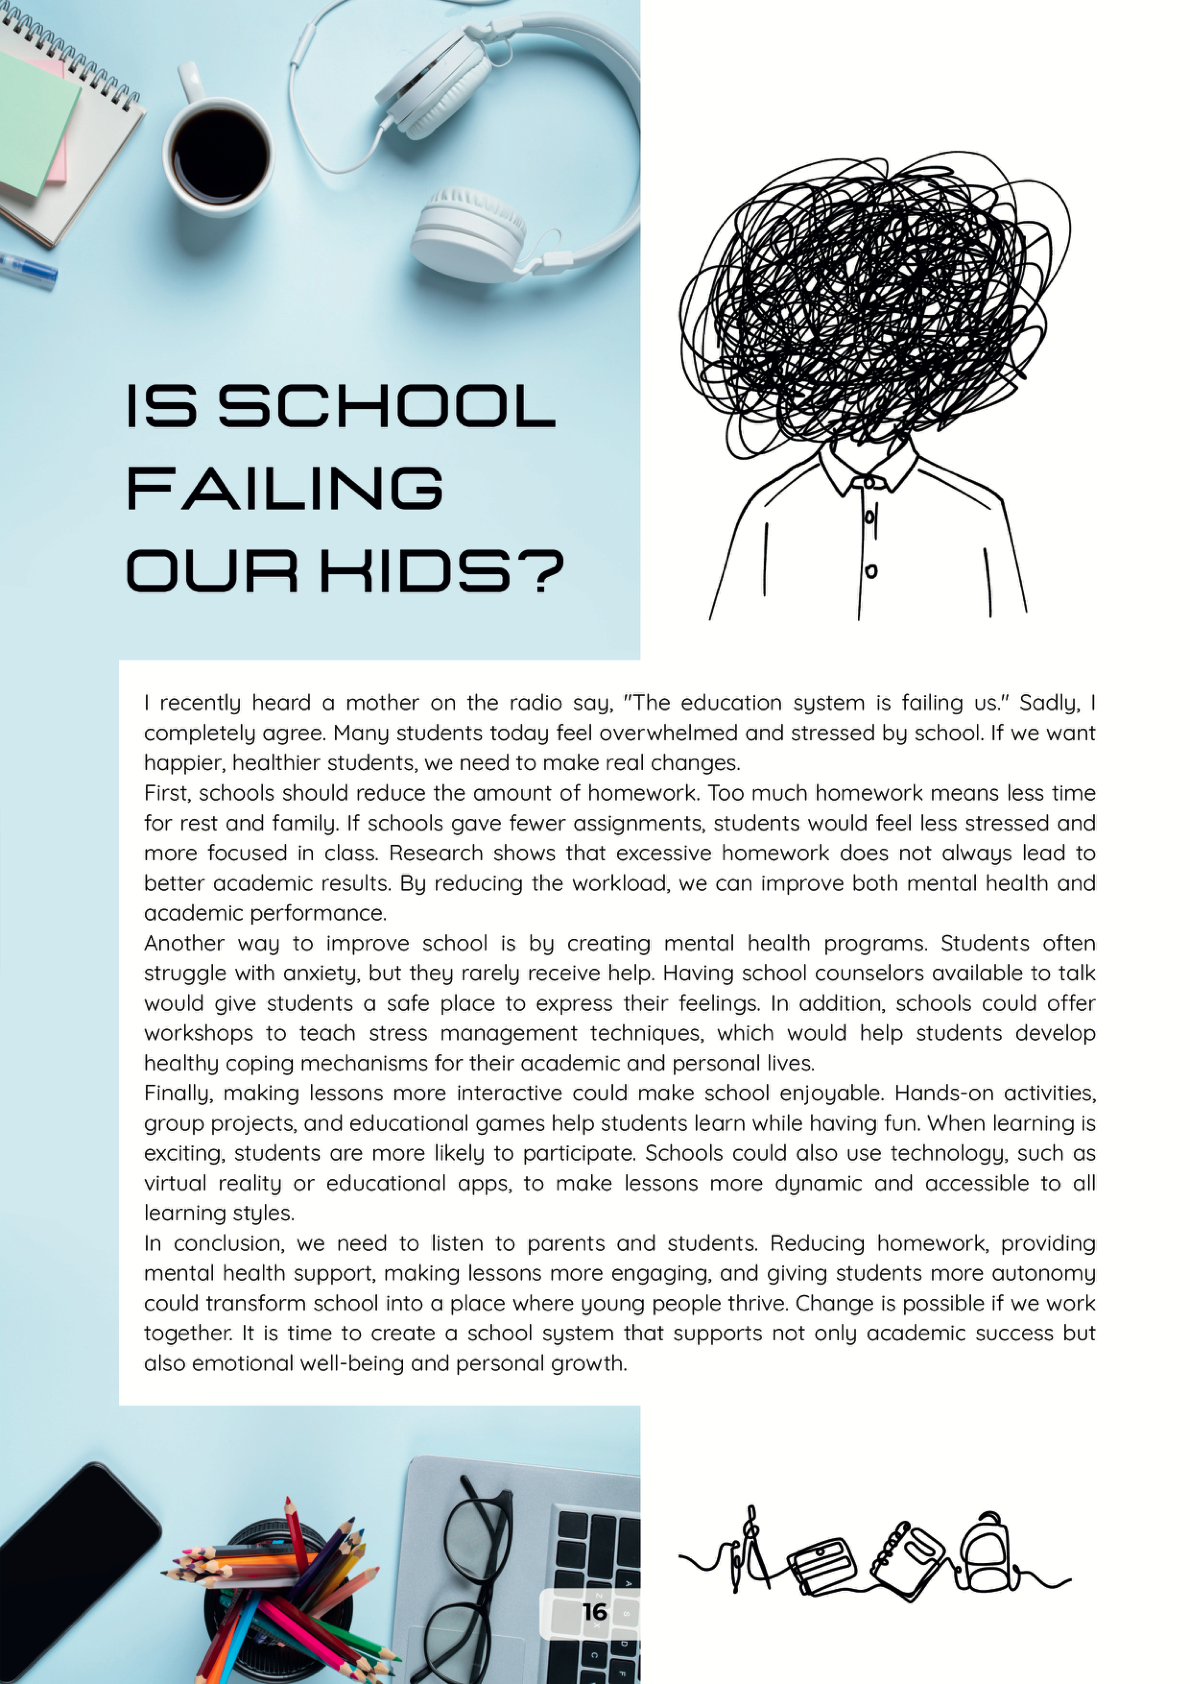 IS SCHOOL
FAILING
OUR KIDS?
I recently heard a mother on the radio say, "The education system is failing us." Sadly, I
completely agree. Many students today feel overwhelmed and stressed by school. If we want
happier, healthier students, we need to make real changes.
First, schools should reduce the amount of homework. Too much homework means less time
for rest and family. If schools gave fewer assignments, students would feel less stressed and
more focused in class. Research shows that excessive homework does not always lead to
better academic results. By reducing the workload, we can improve both mental health and
academic performance.
Another way to improve school is by creating mental health programs. Students often
struggle with anxiety, but they rarely receive help. Having school counselors available to talk
would give students a safe place to express their feelings. In addition, schools could offer
workshops to teach stress management techniques, which would help students develop
healthy coping mechanisms for their academic and personal lives.
Finally, making lessons more interactive could make school enjoyable. Hands-on activities,
group projects, and educational games help students learn while having fun. When learning is
exciting, students are more likely to participate. Schools could also use technology, such as
virtual reality or educational apps, to make lessons more dynamic and accessible to all
learning styles.
In conclusion, we need to listen to parents and students. Reducing homework, providing
mental health support, making lessons more engaging, and giving students more autonomy
could transform school into a place where young people thrive. Change is possible if we work
together. It is time to create a school system that supports not only academic success but
also emotional well-being and personal growth.
16